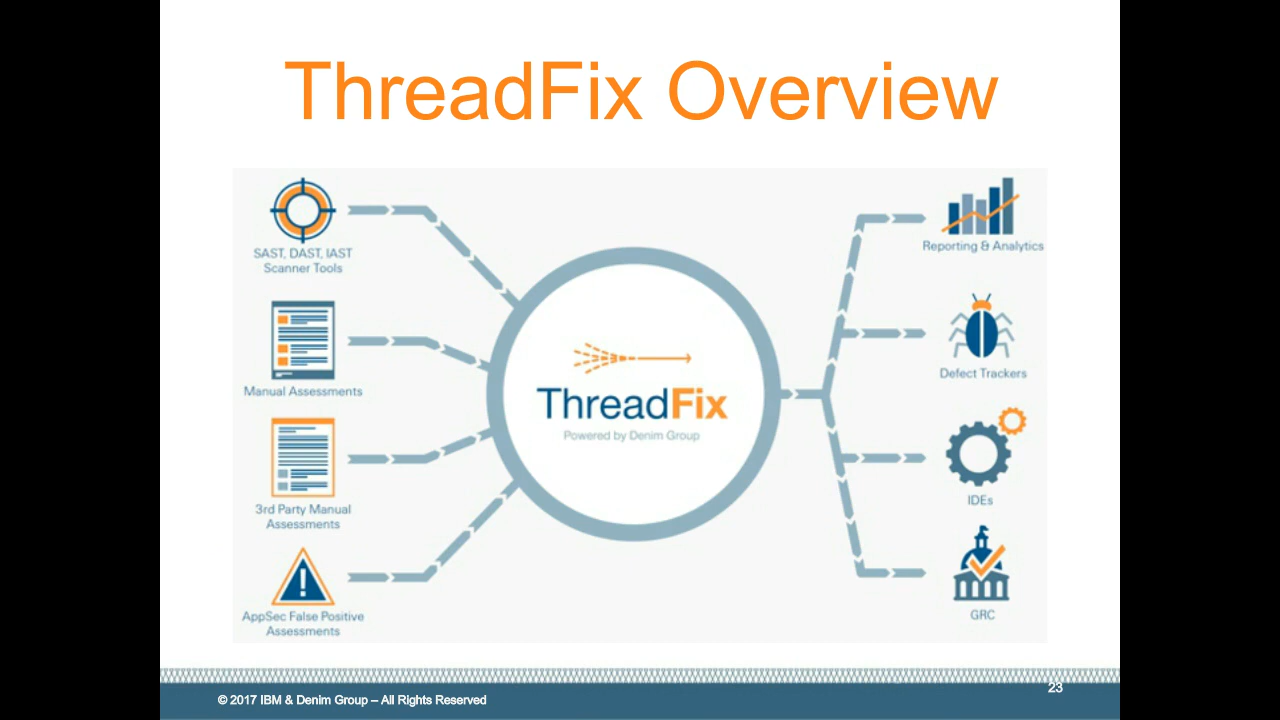 ThreadFix Overview
SAST, DAST, IAST
Scanner Tools
Manual Assessments
3rd Party Manual
Assessments
AppSec False Positive
Assessments
ThreadFix
Powered by Denim Group
Reporting & Analytics
Defect Trackers
IDEs
GRC
© 2017 IBM & Denim Group – All Rights Reserved
23